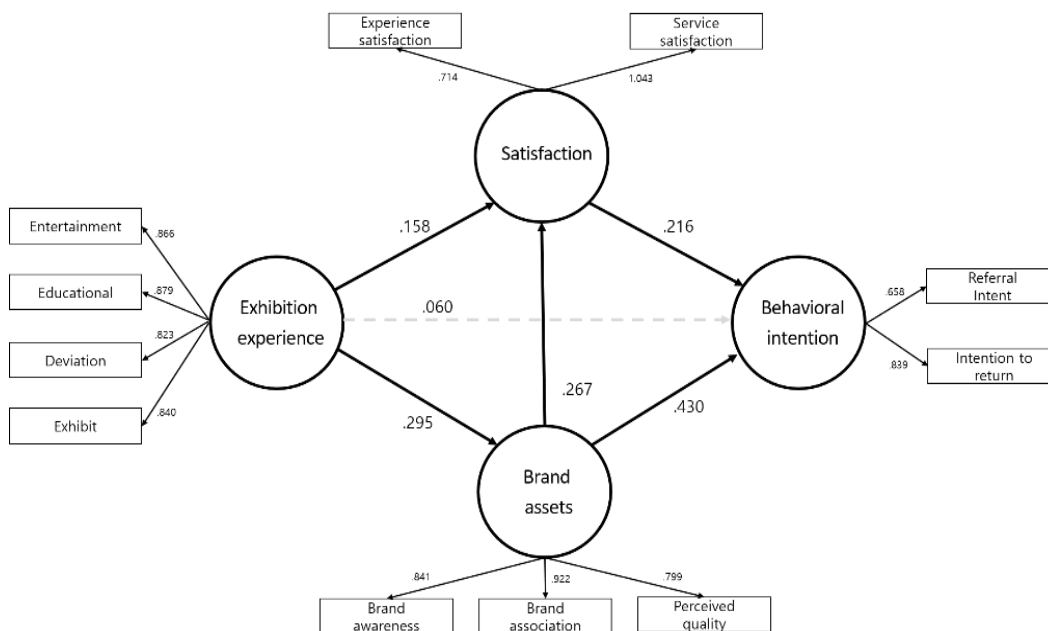 Experience
satisfaction
Service
satisfaction
.714
1.043
Satisfaction
Entertainment
.866
.158
.216
Educational
.879
Exhibition
experience
.060
Behavioral
intention
.658
Referral
Intent
Deviation
.823
.839
Intention to
return
Exhibit
.840
.295
.267
.430
Brand
assets
.841
.922
.799
Brand
awareness
Brand
association
Perceived
quality